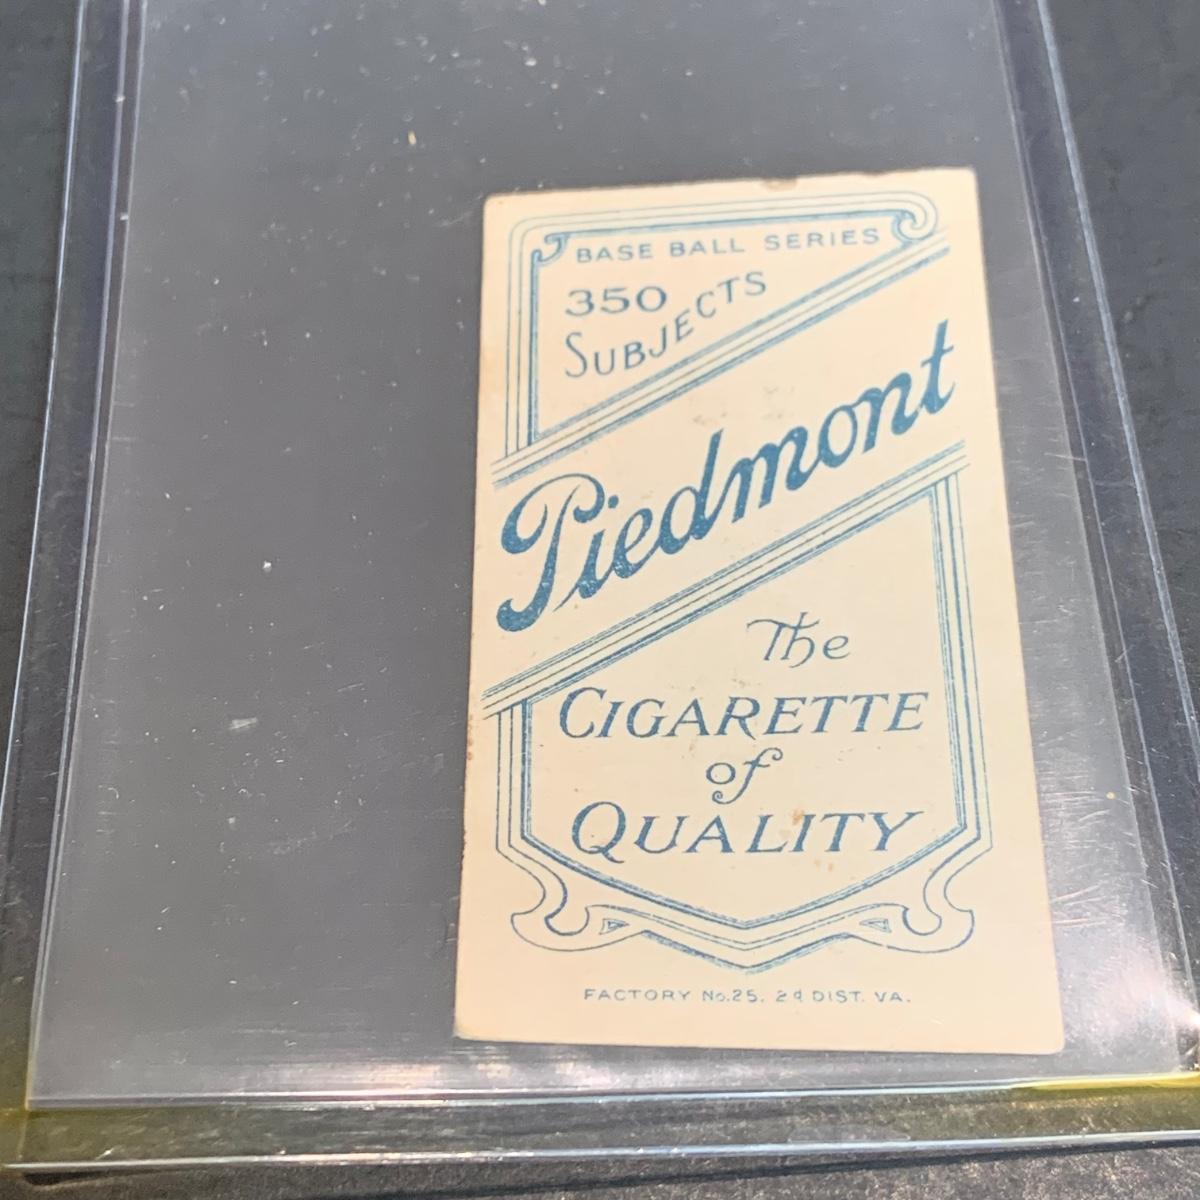 BASE BALL SERIES
350
SUBJECTS
Piedmont
The
CIGARETTE
of
QUALITY
FACTORY No. 25. 2d DIST. VA.